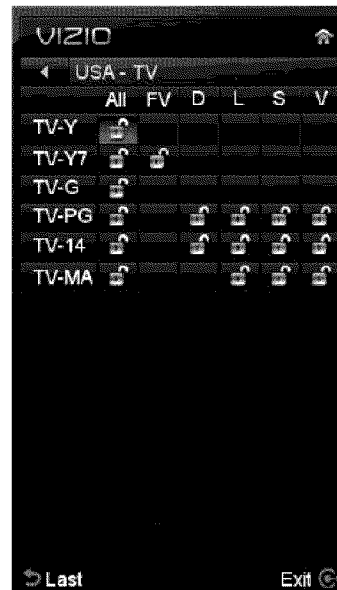 VIZIO
USA - TV
All FV D L S V
TV-Y
TV-Y7
TV-G
TV-PG
TV-14
TV-MA
Last Exit